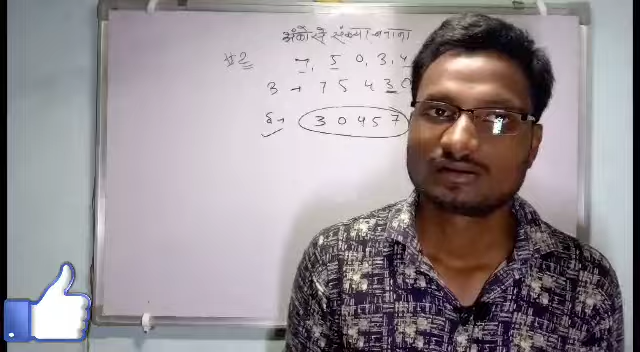 अंकोंसे संख्या बनाना
#2 7, 5 0, 3, 4
3 → 7 5 4 3 0
3 0 4 5 7